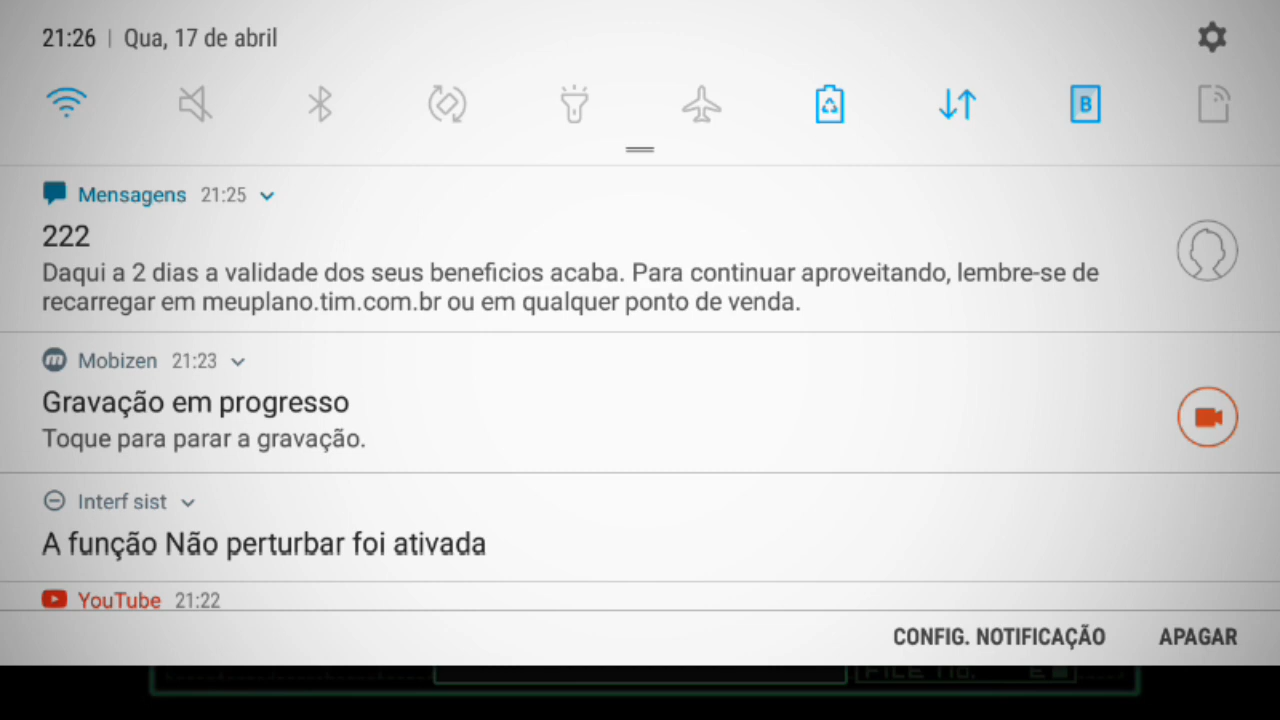 21:26 | Qua, 17 de abril
B
Mensagens 21:25
222
Daqui a 2 dias a validade dos seus beneficios acaba. Para continuar aproveitando, lembre-se de
recarregar em meuplano.tim.com.br ou em qualquer ponto de venda.
m Mobizen 21:23
Gravação em progresso
Toque para parar a gravação.
Interf sist
A função Não perturbar foi ativada
YouTube 21:22
CONFIG. NOTIFICAÇÃO APAGAR